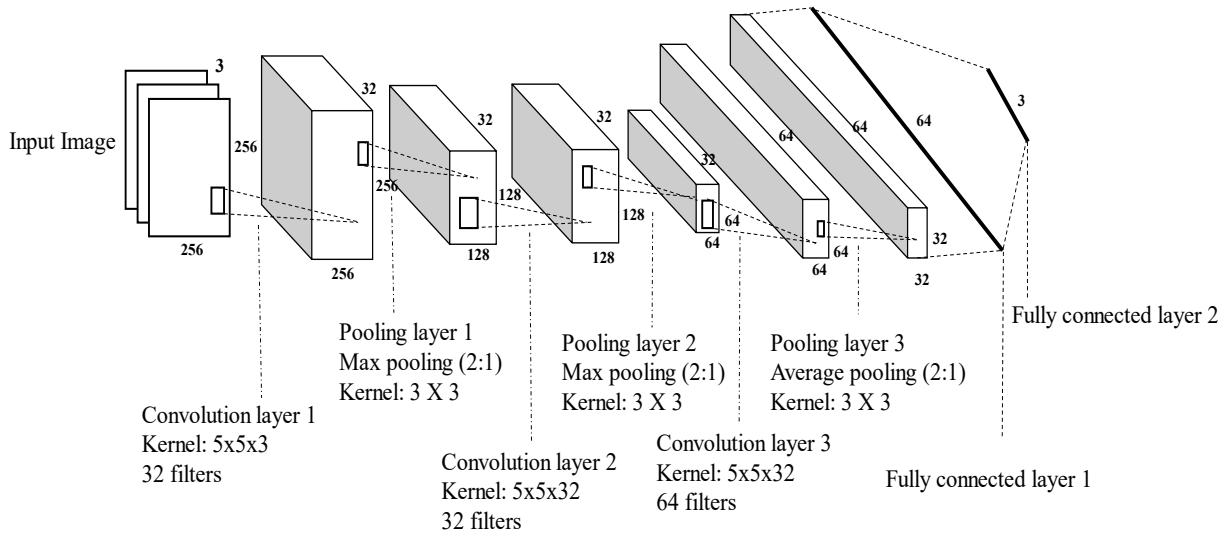 3
Input Image
256
256
32
256
256
32
128
128
32
128
128
32
64
64
64
64
64
64
32
32
64
3
Pooling layer 1
Max pooling (2:1)
Kernel: 3 X 3
Pooling layer 2
Max pooling (2:1)
Kernel: 3 X 3
Pooling layer 3
Average pooling (2:1)
Kernel: 3 X 3
Fully connected layer 2
Convolution layer 1
Kernel: 5x5x3
32 filters
Convolution layer 2
Kernel: 5x5x32
32 filters
Convolution layer 3
Kernel: 5x5x32
64 filters
Fully connected layer 1